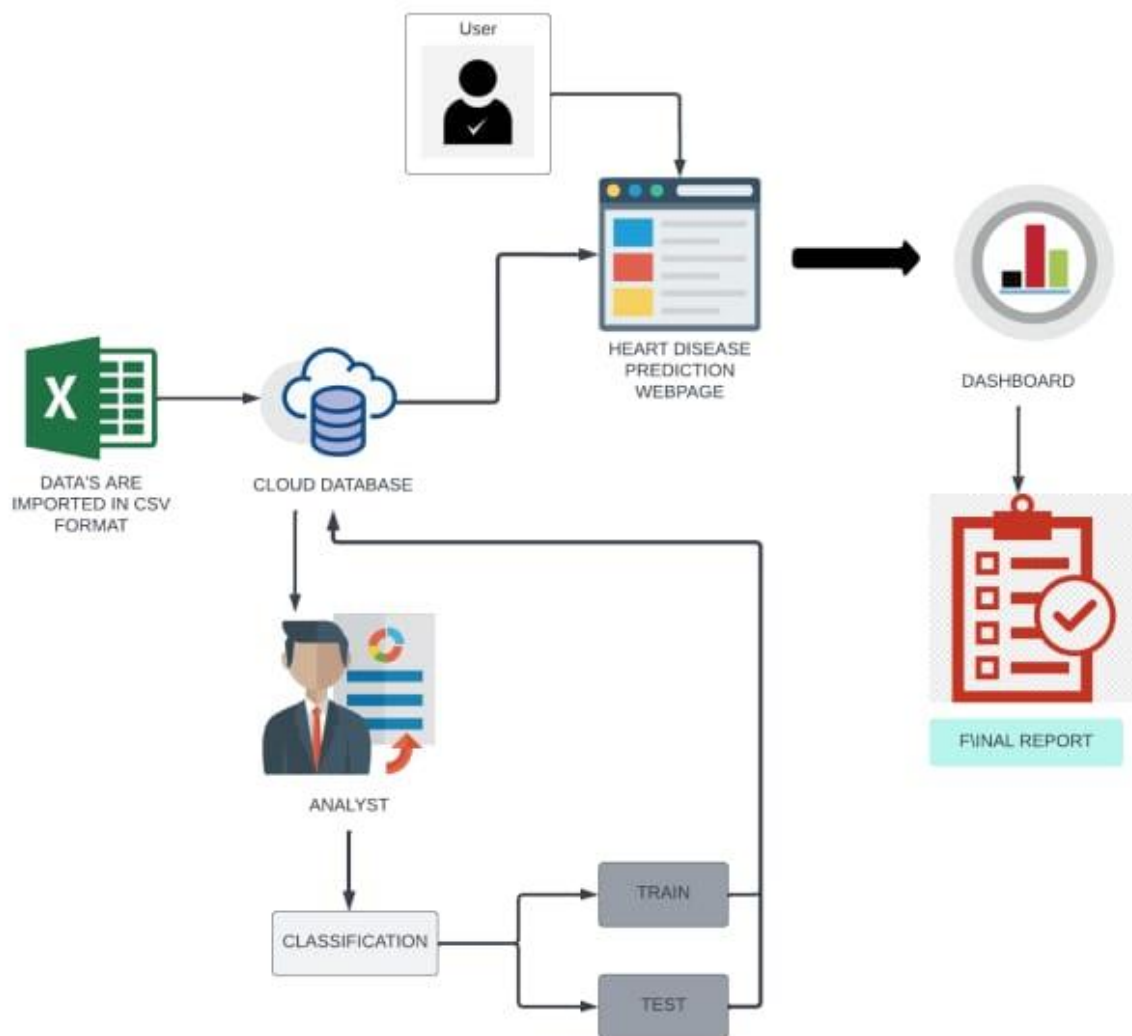 User
HEART DISEASE
PREDICTION
WEBPAGE
DASHBOARD
X
DATA'S ARE
IMPORTED IN CSV
FORMAT
CLOUD DATABASE
F\INAL REPORT
ANALYST
TRAIN
CLASSIFICATION
TEST